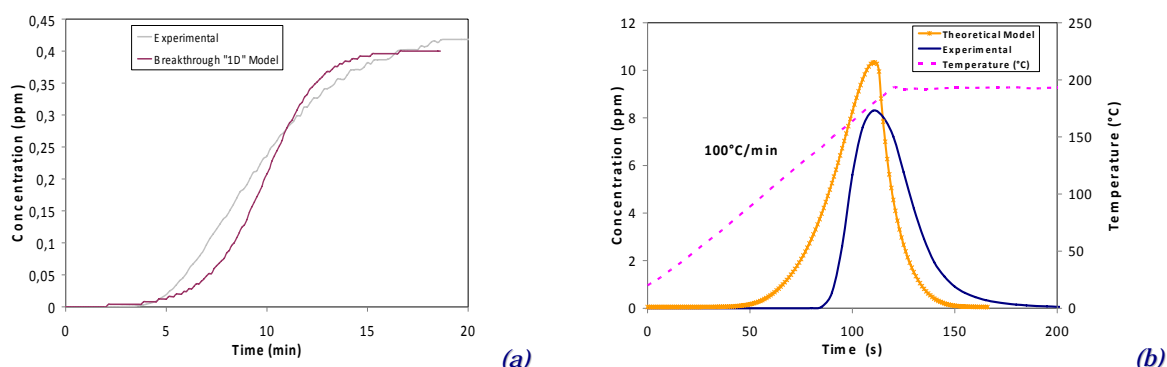 0,45
0,4
0,35
0,3
0,25
0,2
0,15
0,1
0,05
0
Concentration (ppm)
Experimental
Breakthrough "1D" Model
0 5 10 15 20
Time (min)
(a)
12
10
8
6
4
2
0
Concentration (ppm)
Theoretical Model
Experimental
Temperature (°C)
100°C/min
250
200
150
100
50
0
Temperature (°C)
0 50 100 150 200
Time (s)
(b)